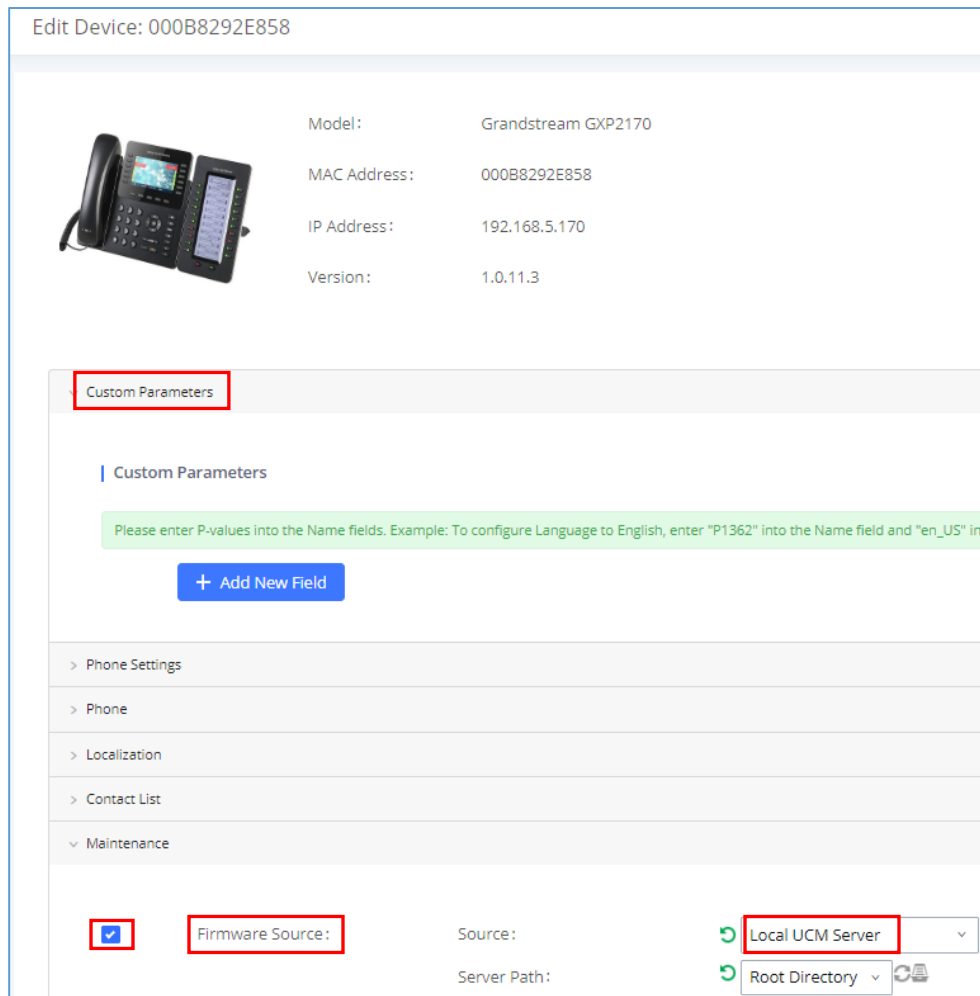 Edit Device: 000B8292E858
Model: Grandstream GXP2170
MAC Address: 000B8292E858
IP Address: 192.168.5.170
Version: 1.0.11.3
Custom Parameters
Custom Parameters
Please enter P-values into the Name fields. Example: To configure Language to English, enter "P1362" into the Name field and "en_US" in
+ Add New Field
> Phone Settings
> Phone
> Localization
> Contact List
Maintenance
Firmware Source: Source: Local UCM Server
Server Path: Root Directory